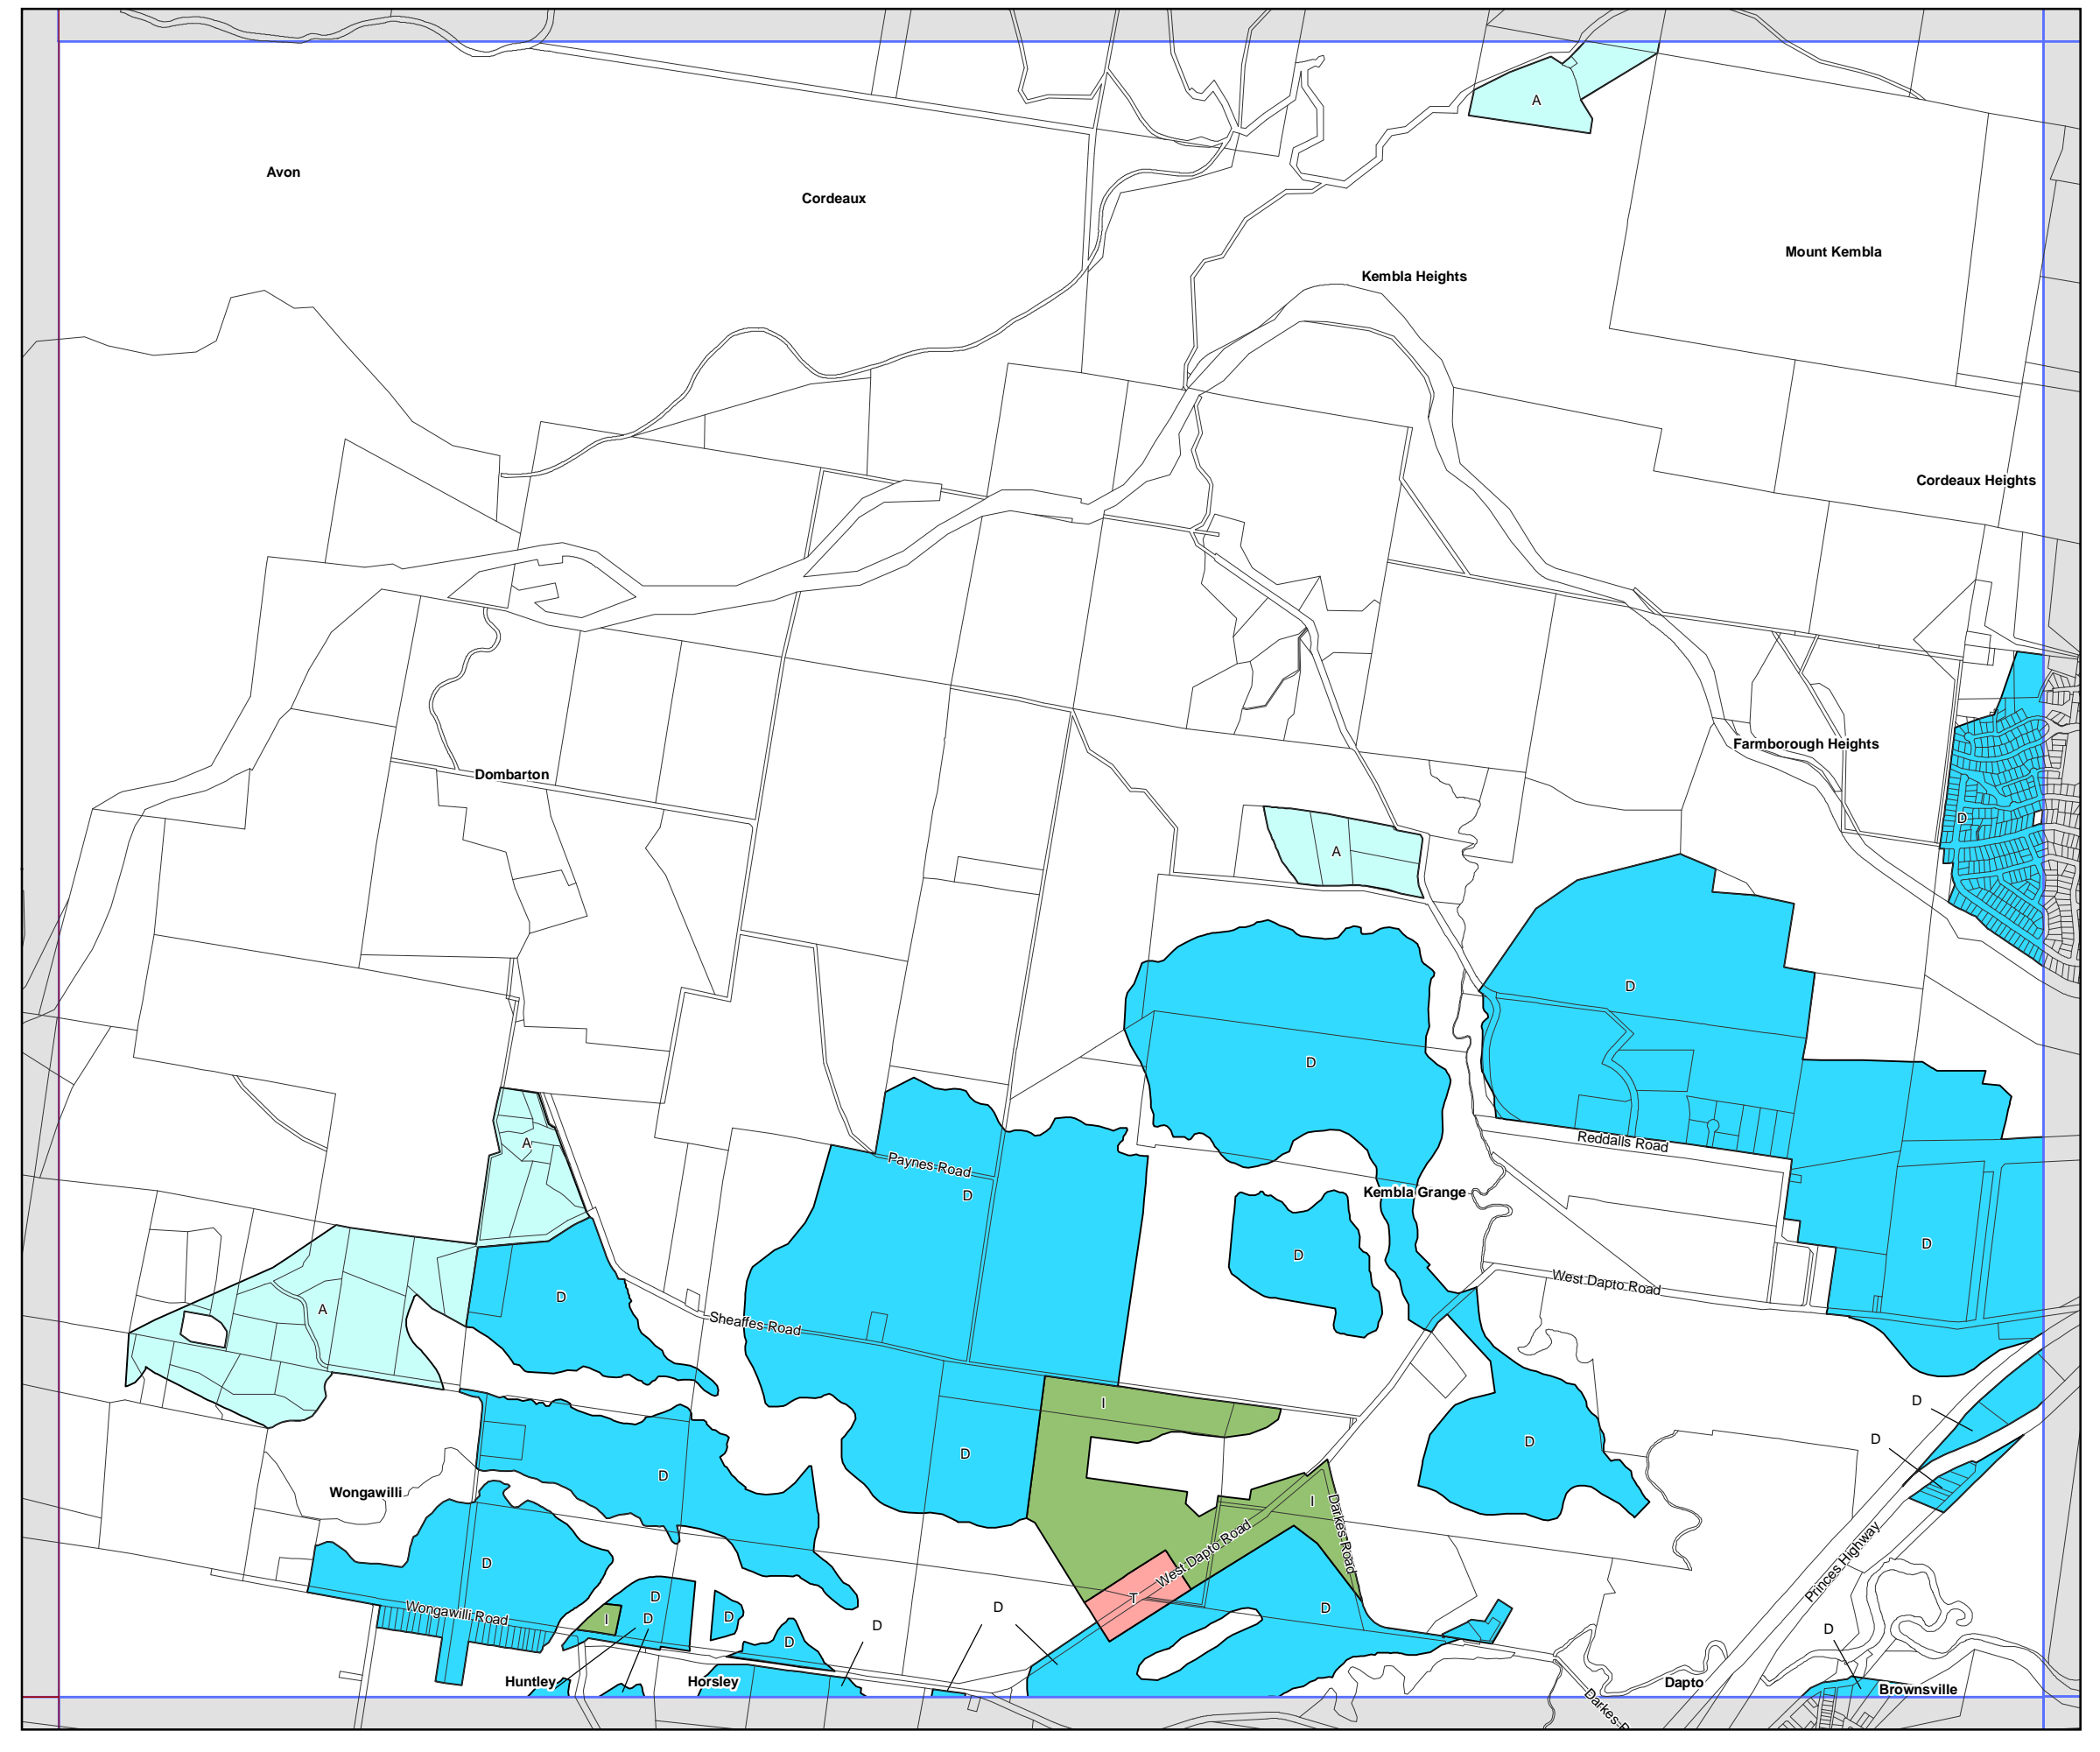 A
Avon
Cordeaux
Mount Kembla
Kembla Heights
Cordeaux Heights
Farmborough Heights
Dombarton
D
A
D
D
A
Reddalls Road
Paynes Road
D
Kembla Grange
D
D
West Dapto Road
D
A
Sheaffes Road
D
I
D
D
D
D
Wongawilli
D
I
Darkes Road
West Dapto Road
Princes Highway
D
D
T
D
Wongawilli Road
I
D
D
D
D
D
D
D
Huntley
Horsley
Dapto
Brownsville